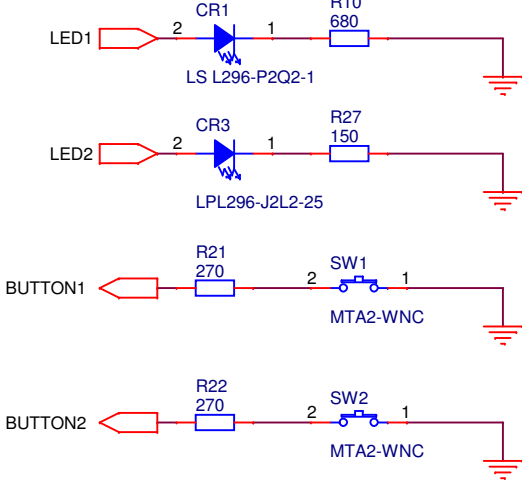 CR1
R10
680
LED1
2
1
LS L296-P2Q2-1
CR3
R27
150
LED2
2
1
LPL296-J2L2-25
R21
270
SW1
BUTTON1
2
1
MTA2-WNC
R22
270
SW2
BUTTON2
2
1
MTA2-WNC